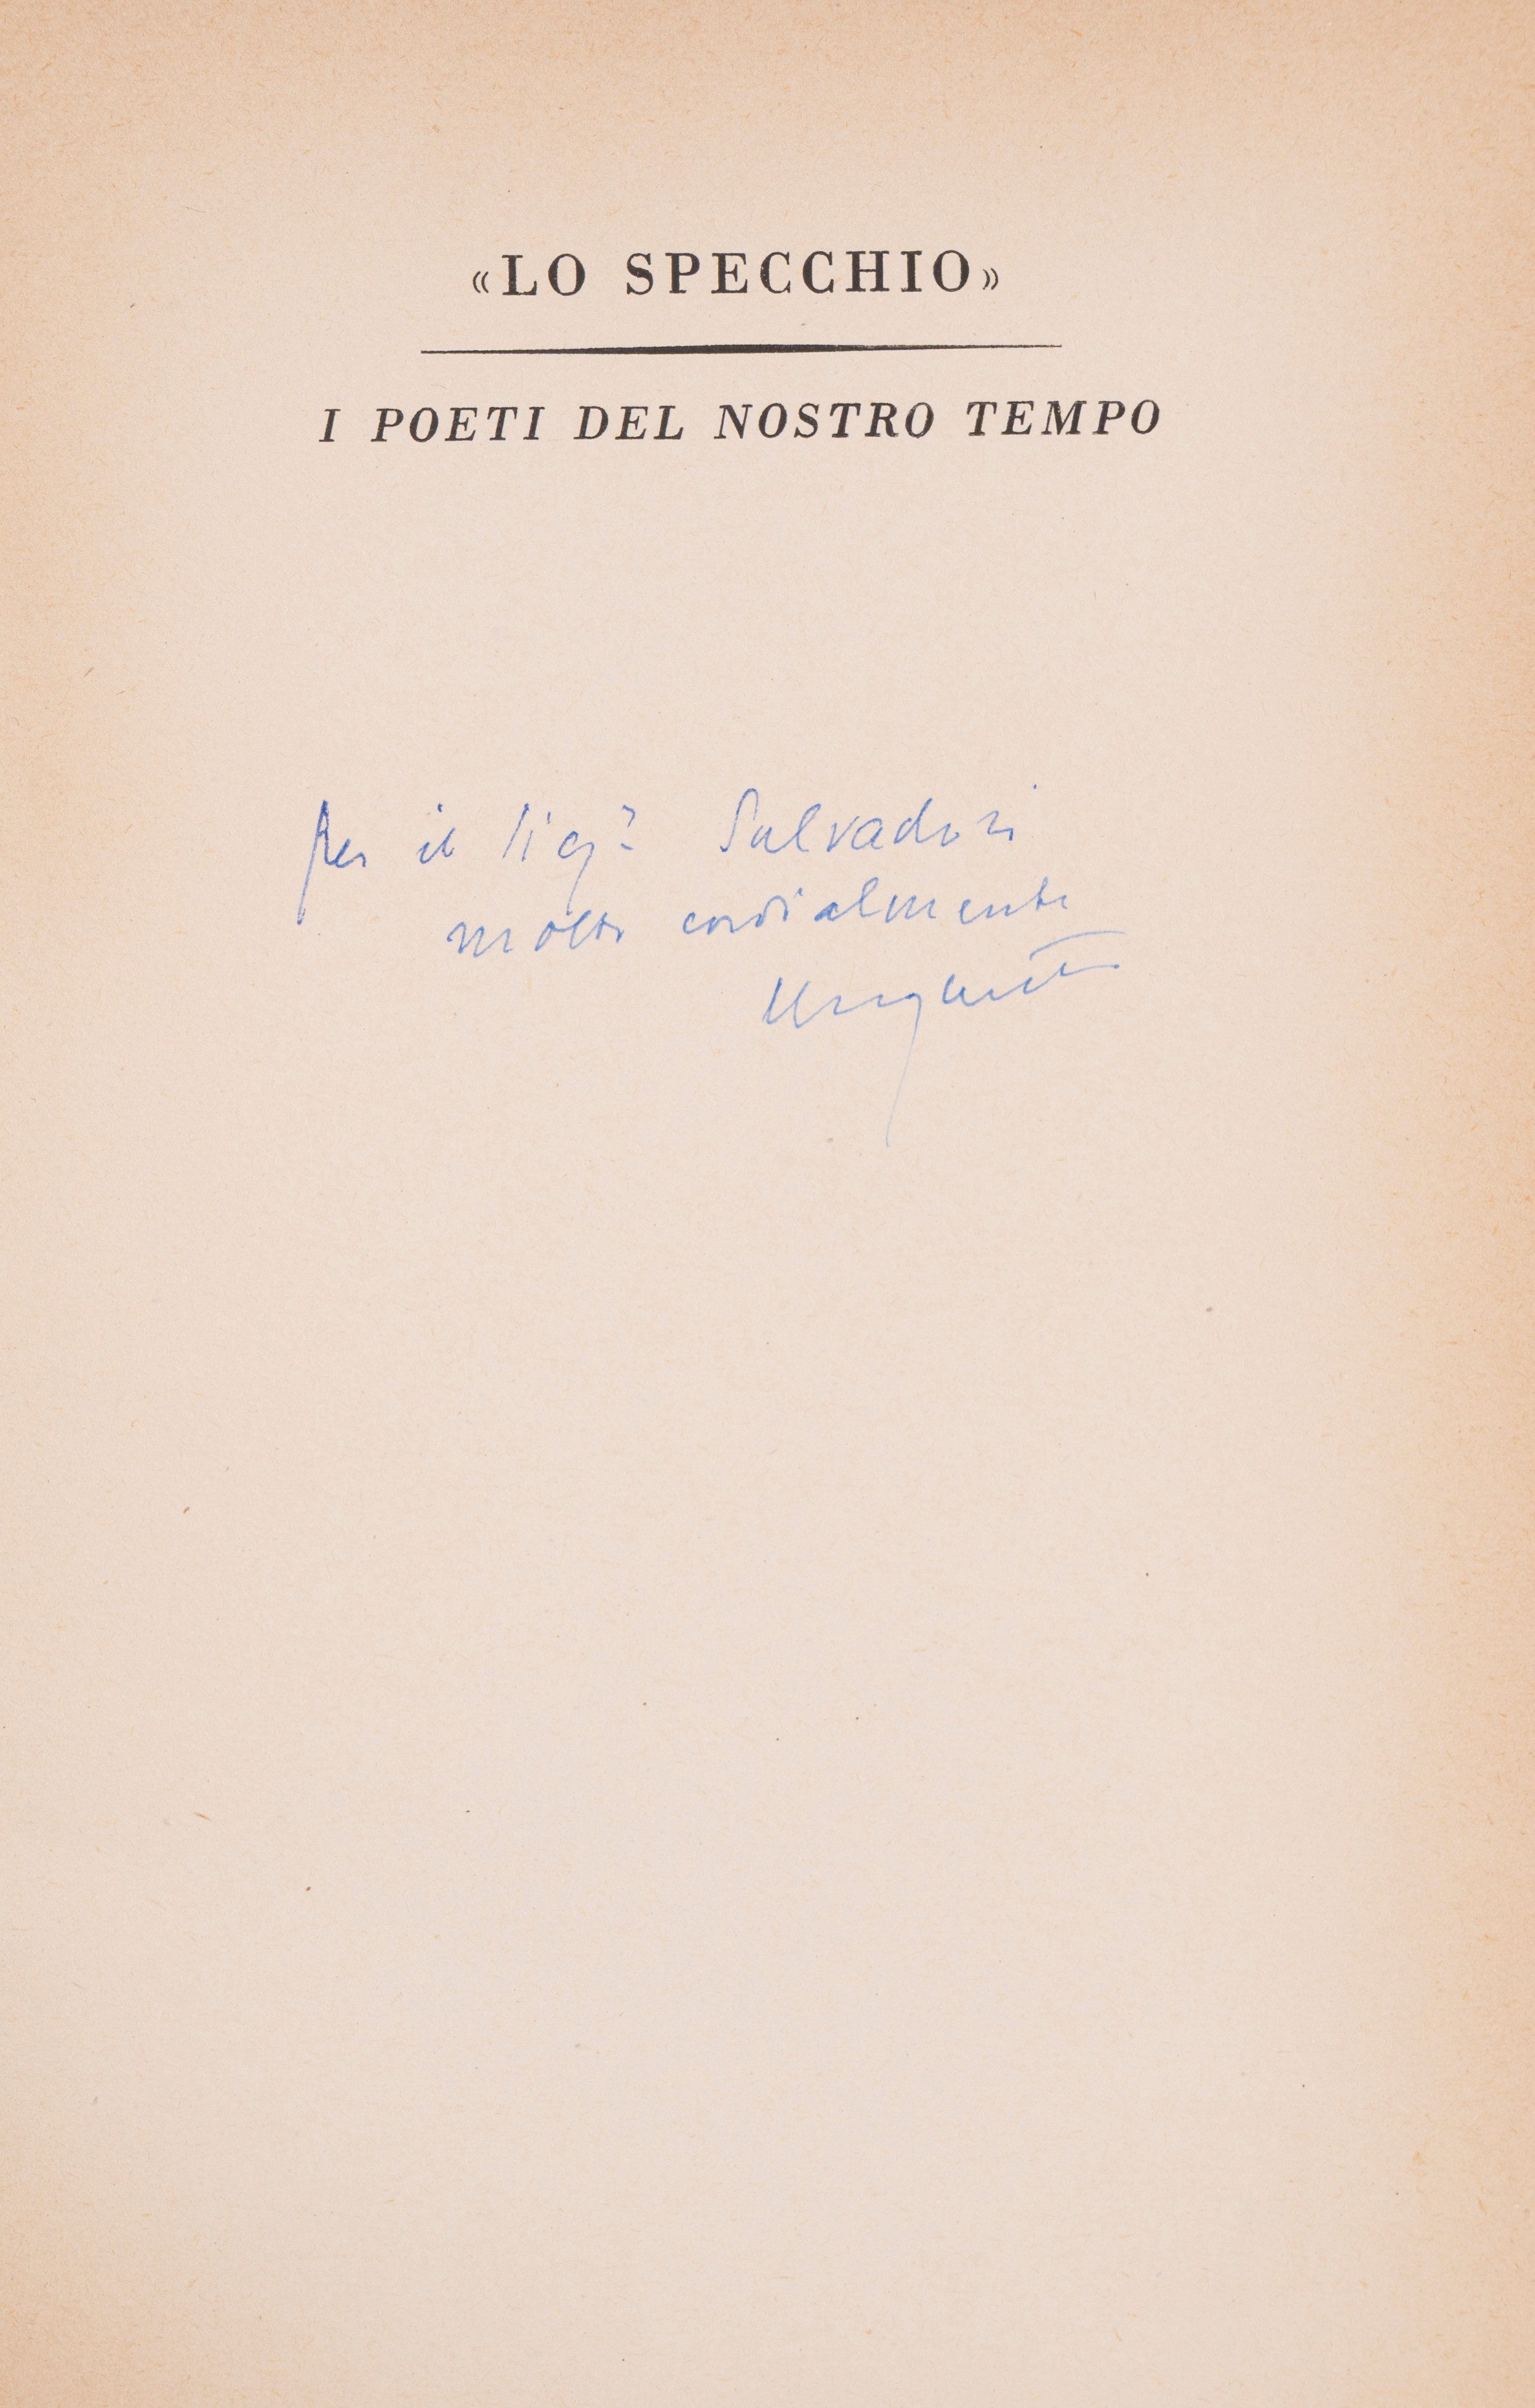 «LO SPECCHIO»
I POETI DEL NOSTRO TEMPO
Per il Sig.r Salvadori
molto cordialmente
Ungaretti